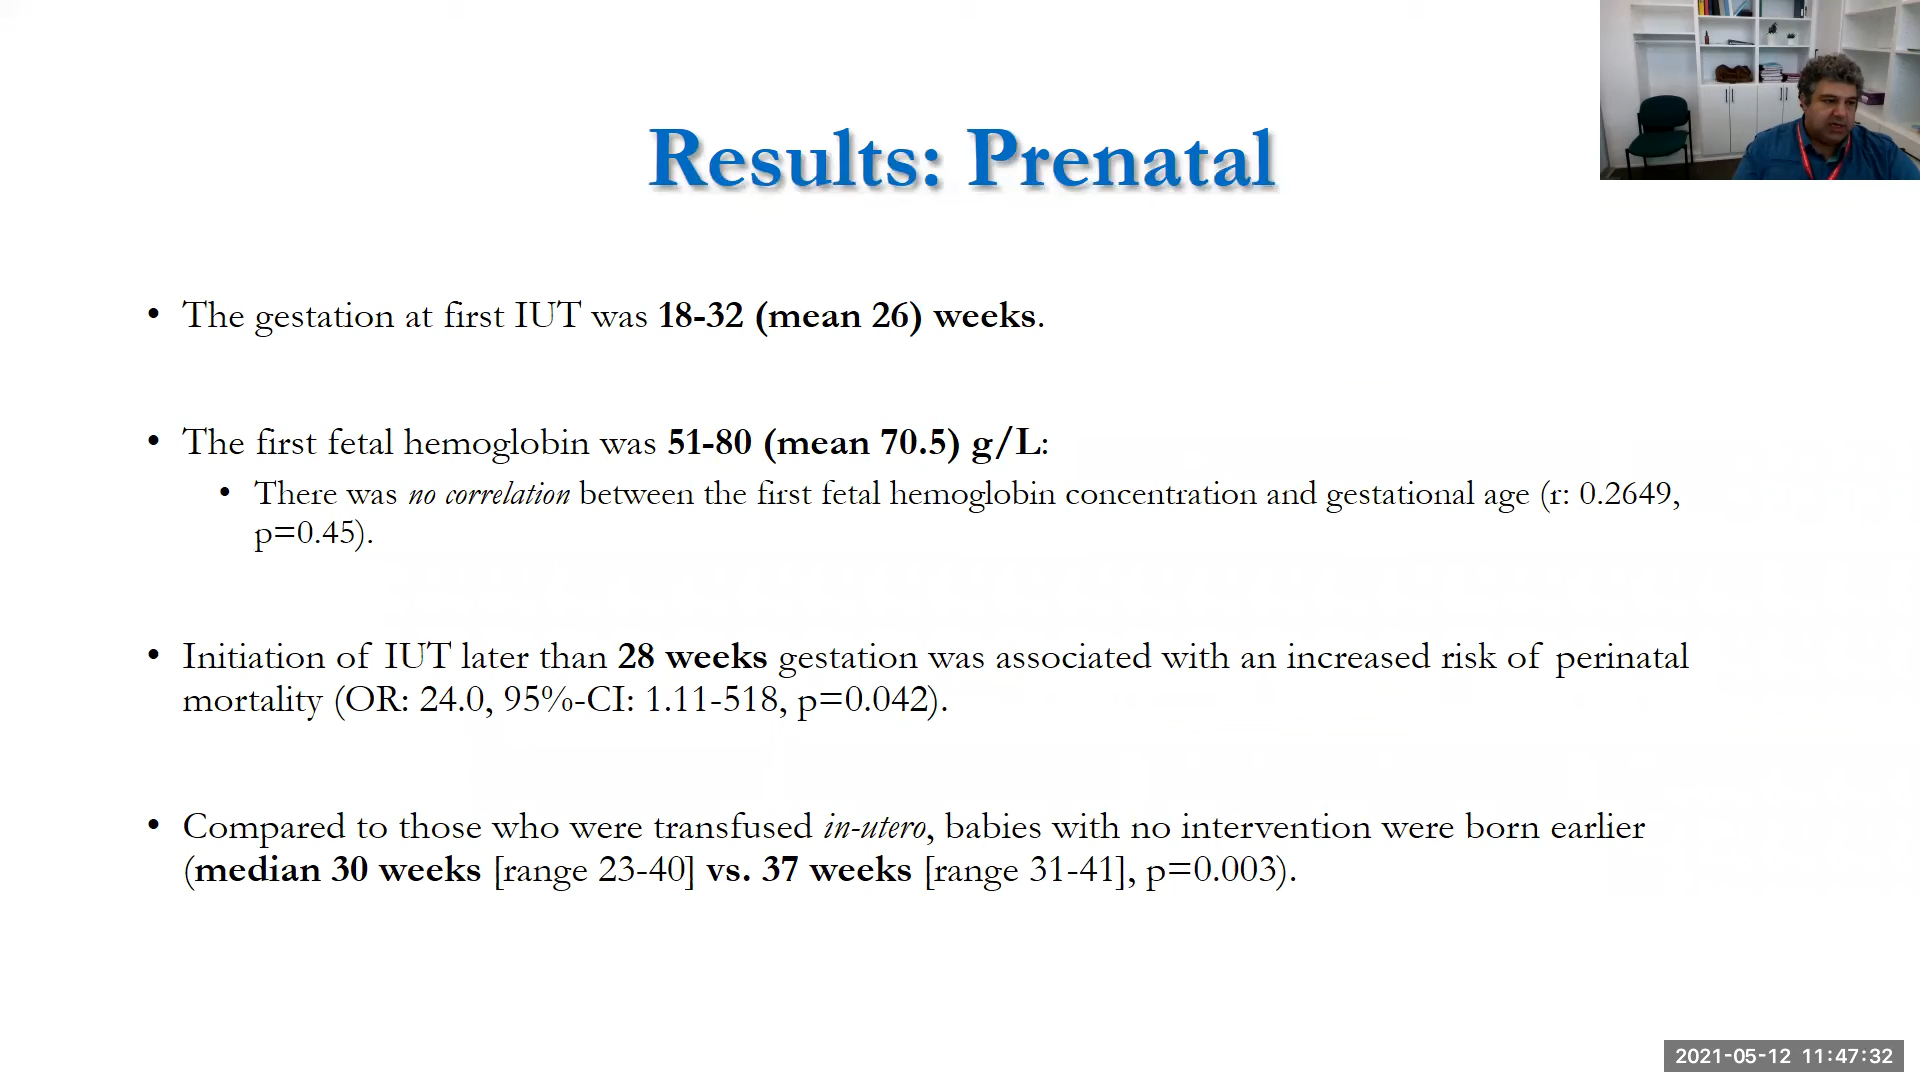 Results: Prenatal
• The gestation at first IUT was 18-32 (mean 26) weeks.
• The first fetal hemoglobin was 51-80 (mean 70.5) g/L:
• There was no correlation between the first fetal hemoglobin concentration and gestational age (r: 0.2649,
p=0.45).
• Initiation of IUT later than 28 weeks gestation was associated with an increased risk of perinatal
mortality (OR: 24.0, 95%-CI: 1.11-518, p=0.042).
• Compared to those who were transfused in-utero, babies with no intervention were born earlier
(median 30 weeks [range 23-40] vs. 37 weeks [range 31-41], p=0.003).
2021-05-12 11:47:32